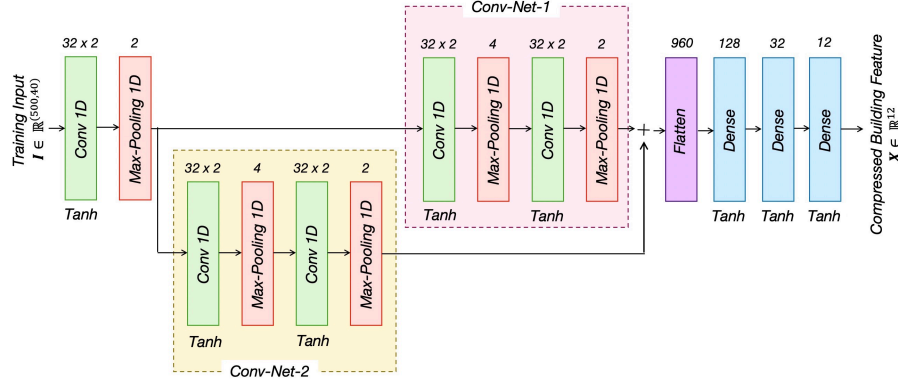 Conv-Net-1
32 x 2
2
32 x 2
4
32 x 2
2
960
128
32
12
Training Input
I ∈ ℝ^(500,40)
Conv 1D
Max-Pooling 1D
Conv 1D
Max-Pooling 1D
Conv 1D
Max-Pooling 1D
+
Flatten
Dense
Dense
Dense
Compressed Building Feature
X ∈ ℝ^12
Tanh
Tanh
Tanh
Tanh
Tanh
Tanh
32 x 2
4
32 x 2
2
Conv 1D
Max-Pooling 1D
Conv 1D
Max-Pooling 1D
Tanh
Tanh
Conv-Net-2